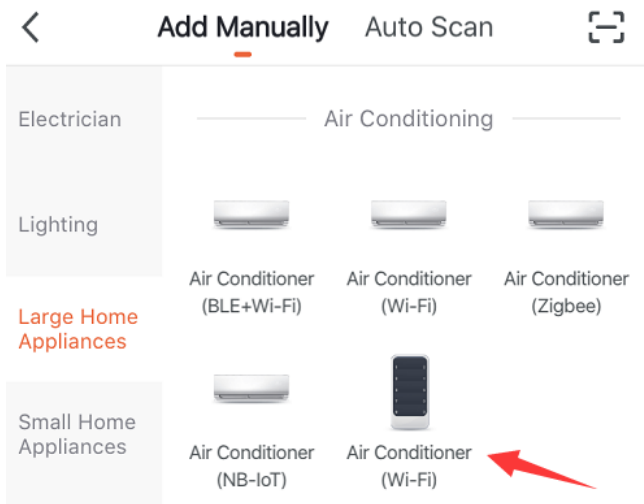 Add Manually Auto Scan
Electrician
Lighting
Large Home
Appliances
Small Home
Appliances
Air Conditioning
Air Conditioner
(BLE+Wi-Fi)
Air Conditioner
(Wi-Fi)
Air Conditioner
(Zigbee)
Air Conditioner
(NB-IoT)
Air Conditioner
(Wi-Fi)